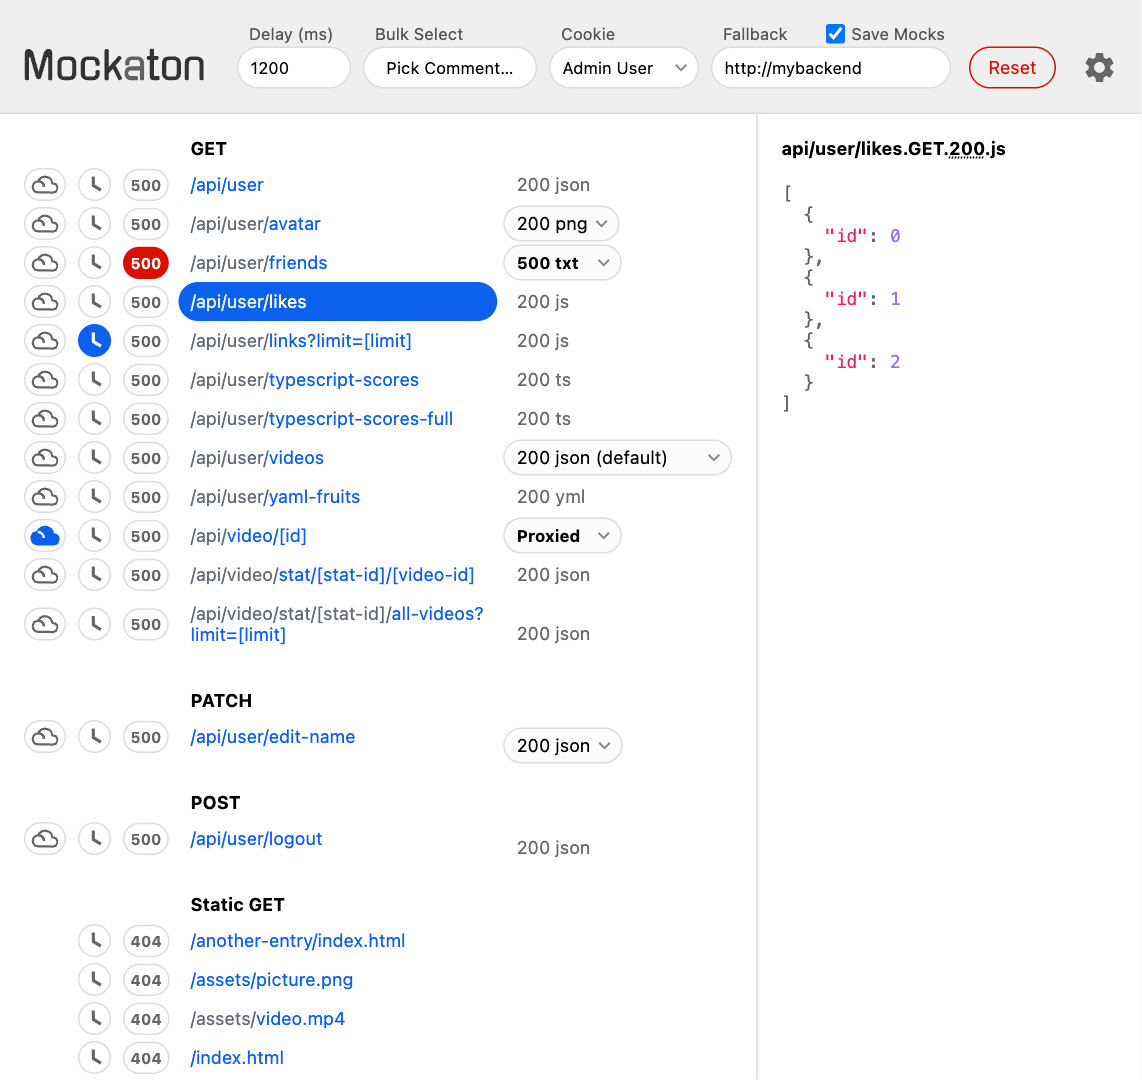 Mockaton
Delay (ms)
1200
Bulk Select
Pick Comment...
Cookie
Admin User
Fallback
Save Mocks
http://mybackend
Reset
GET
500 /api/user 200 json
500 /api/user/avatar 200 png
500 /api/user/friends 500 txt
500 /api/user/likes 200 js
500 /api/user/links?limit=[limit] 200 js
500 /api/user/typescript-scores 200 ts
500 /api/user/typescript-scores-full 200 ts
500 /api/user/videos 200 json (default)
500 /api/user/yaml-fruits 200 yml
500 /api/video/[id] Proxied
500 /api/video/stat/[stat-id]/[video-id] 200 json
500 /api/video/stat/[stat-id]/all-videos?
limit=[limit] 200 json
PATCH
500 /api/user/edit-name 200 json
POST
500 /api/user/logout 200 json
Static GET
404 /another-entry/index.html
404 /assets/picture.png
404 /assets/video.mp4
404 /index.html
api/user/likes.GET.200.js
[
  {
    "id": 0
  },
  {
    "id": 1
  },
  {
    "id": 2
  }
]